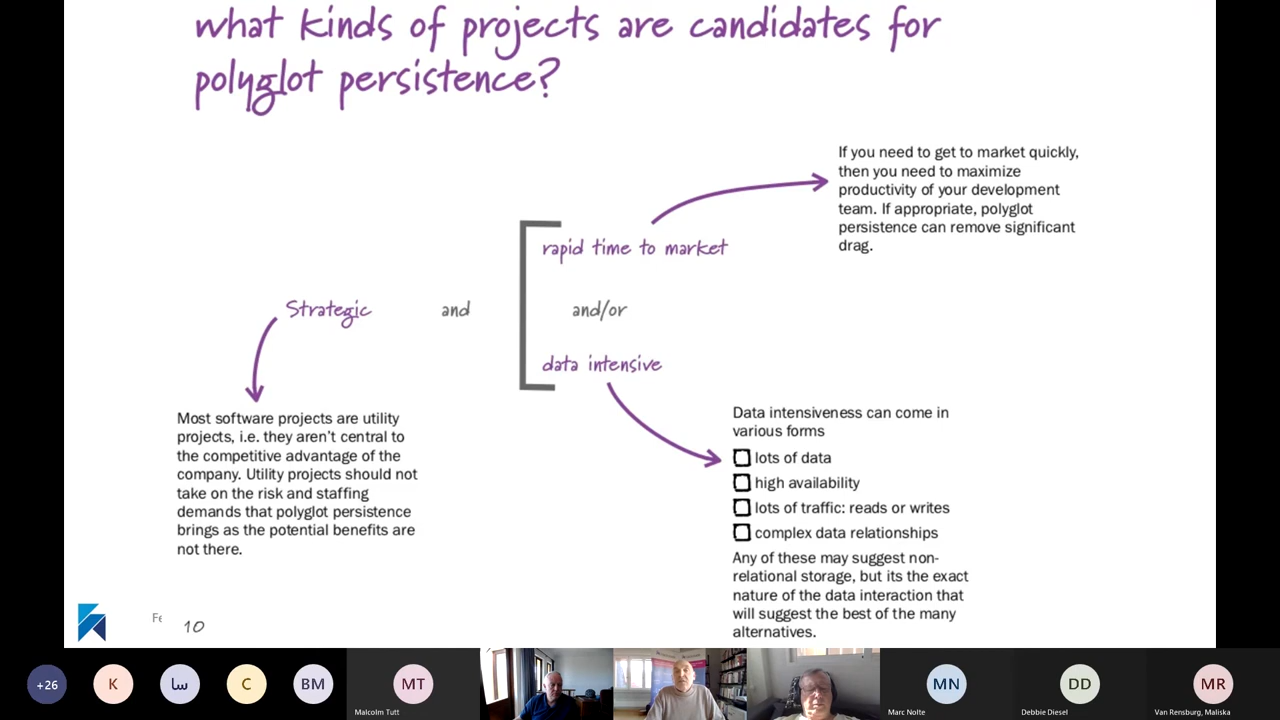 what kinds of projects are candidates for
polyglot persistence?
If you need to get to market quickly,
then you need to maximize
productivity of your development
team. If appropriate, polyglot
persistence can remove significant
drag.
rapid time to market
Strategic
and
and/or
data intensive
Most software projects are utility
projects, i.e. they aren't central to
the competitive advantage of the
company. Utility projects should not
take on the risk and staffing
demands that polyglot persistence
brings as the potential benefits are
not there.
Data intensiveness can come in
various forms
lots of data
high availability
lots of traffic: reads or writes
complex data relationships
Any of these may suggest non-
relational storage, but its the exact
nature of the data interaction that
will suggest the best of the many
alternatives.
Fe
10
+26
K
سا
C
BM
MT
MN
DD
MR
Malcolm Tutt
Marc Nolte
Debbie Diesel
Van Rensburg, Maliska